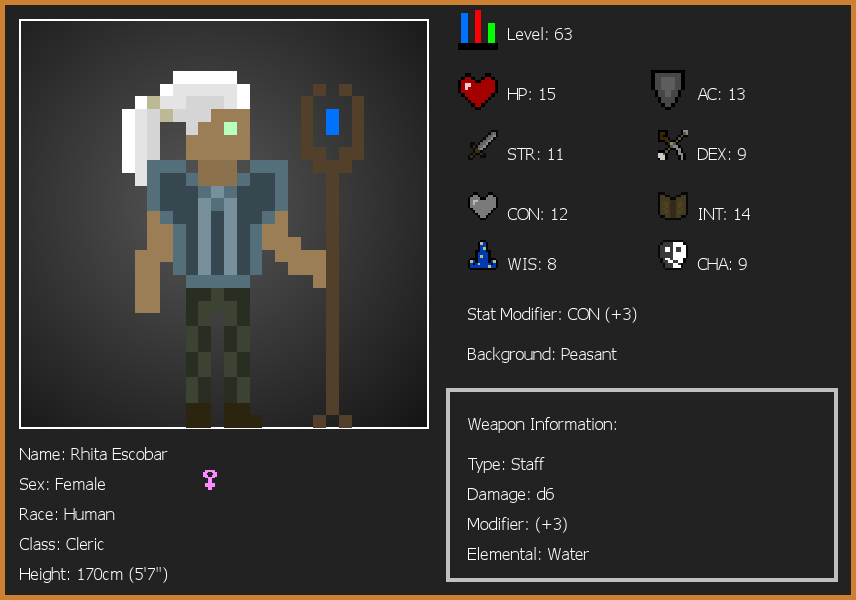 Level: 63
HP: 15
AC: 13
STR: 11
DEX: 9
CON: 12
INT: 14
WIS: 8
CHA: 9
Stat Modifier: CON (+3)
Background: Peasant
Weapon Information:
Type: Staff
Damage: d6
Modifier: (+3)
Elemental: Water
Name: Rhita Escobar
Sex: Female
Race: Human
Class: Cleric
Height: 170cm (5'7")